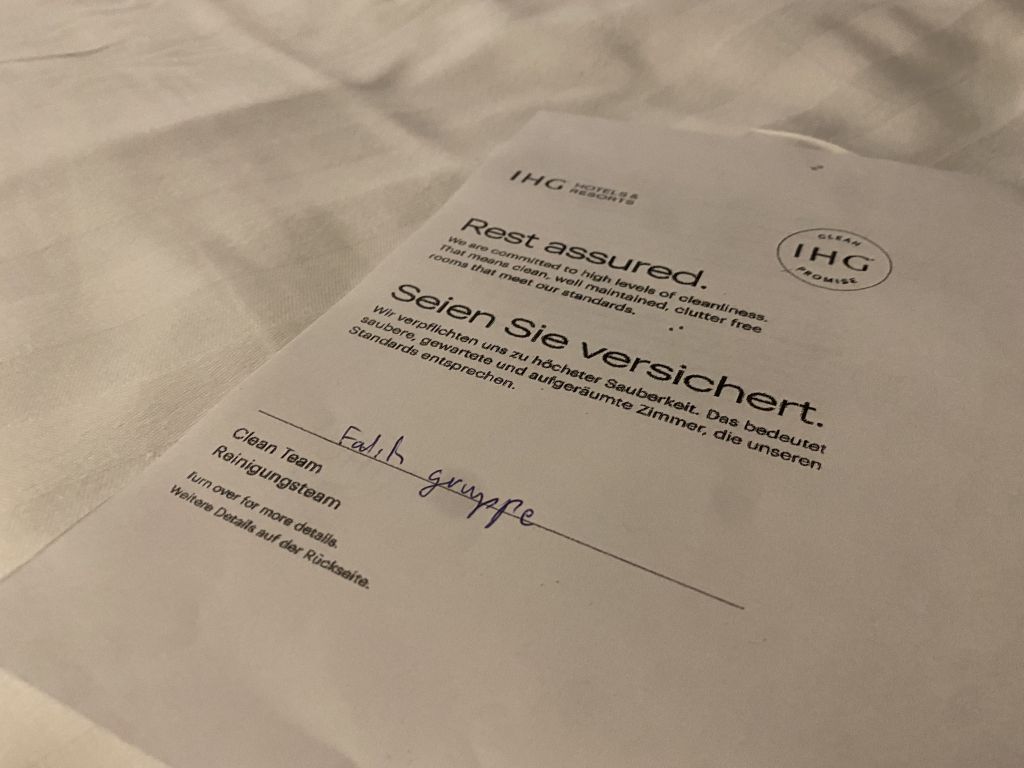 IHG HOTELS & RESORTS
CLEAN
IHG
PROMISE
Rest assured.
We are committed to high levels of cleanliness.
That means clean, well maintained, clutter free
rooms that meet our standards.
Seien Sie versichert.
Wir verpflichten uns zu höchster Sauberkeit. Das bedeutet
saubere, gewartete und aufgeräumte Zimmer, die unseren
Standards entsprechen.
gruppe
Clean Team
Reinigungsteam
Turn over for more details.
Weitere Details auf der Rückseite.